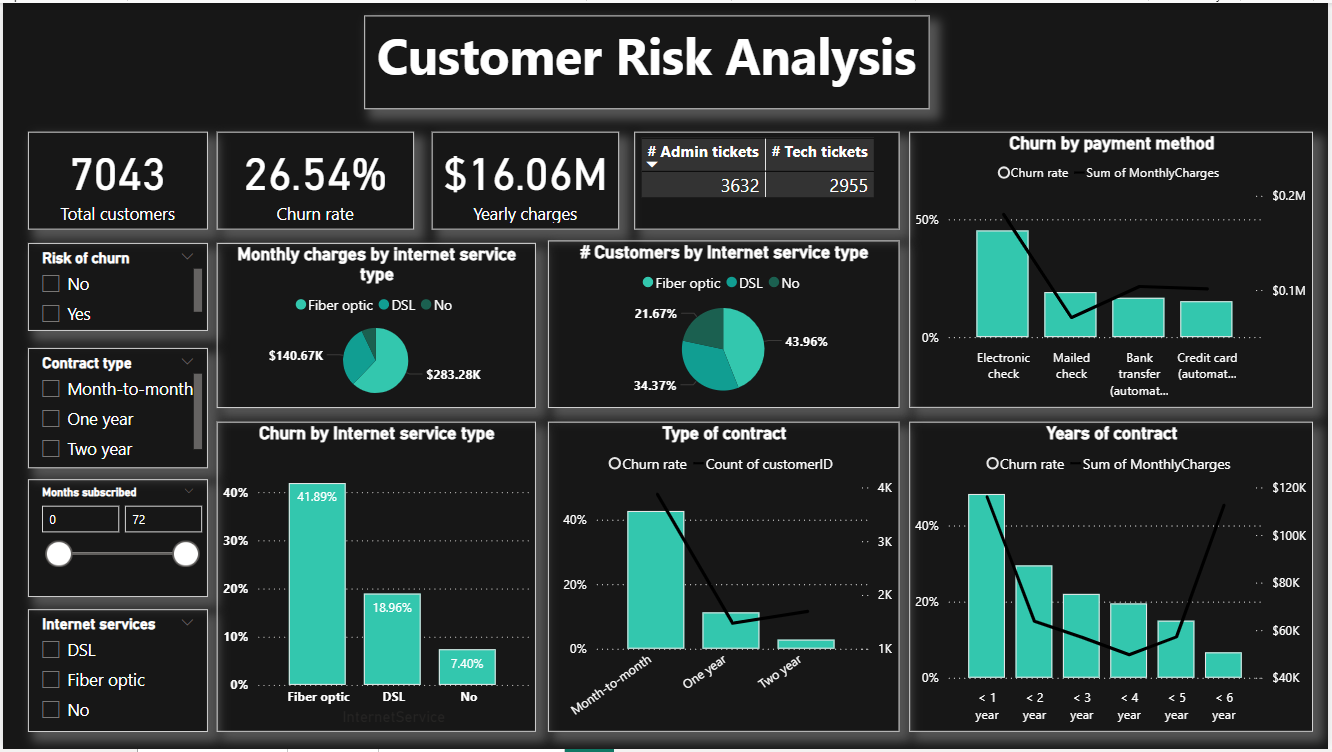 Customer Risk Analysis
7043
Total customers
26.54%
Churn rate
$16.06M
Yearly charges
# Admin tickets # Tech tickets
3632 2955
Churn by payment method
Churn rate Sum of MonthlyCharges
$0.2M
50%
$0.1M
0%
Electronic check
Mailed check
Bank transfer (automat...
Credit card (automat...
Risk of churn
No
Yes
Monthly charges by internet service
type
Fiber optic DSL No
$140.67K
$283.28K
# Customers by Internet service type
Fiber optic DSL No
21.67%
43.96%
34.37%
Contract type
Month-to-month
One year
Two year
Months subscribed
0 72
Internet services
DSL
Fiber optic
No
Churn by Internet service type
40%
41.89%
30%
20%
18.96%
10%
7.40%
0%
Fiber optic DSL No
InternetService
Type of contract
Churn rate Count of customerID
4K
40%
3K
20%
2K
0%
1K
Month-to-month One year Two year
Years of contract
Churn rate Sum of MonthlyCharges
$120K
40%
$100K
$80K
20%
$60K
0%
$40K
< 1 < 2 < 3 < 4 < 5 < 6
year year year year year year